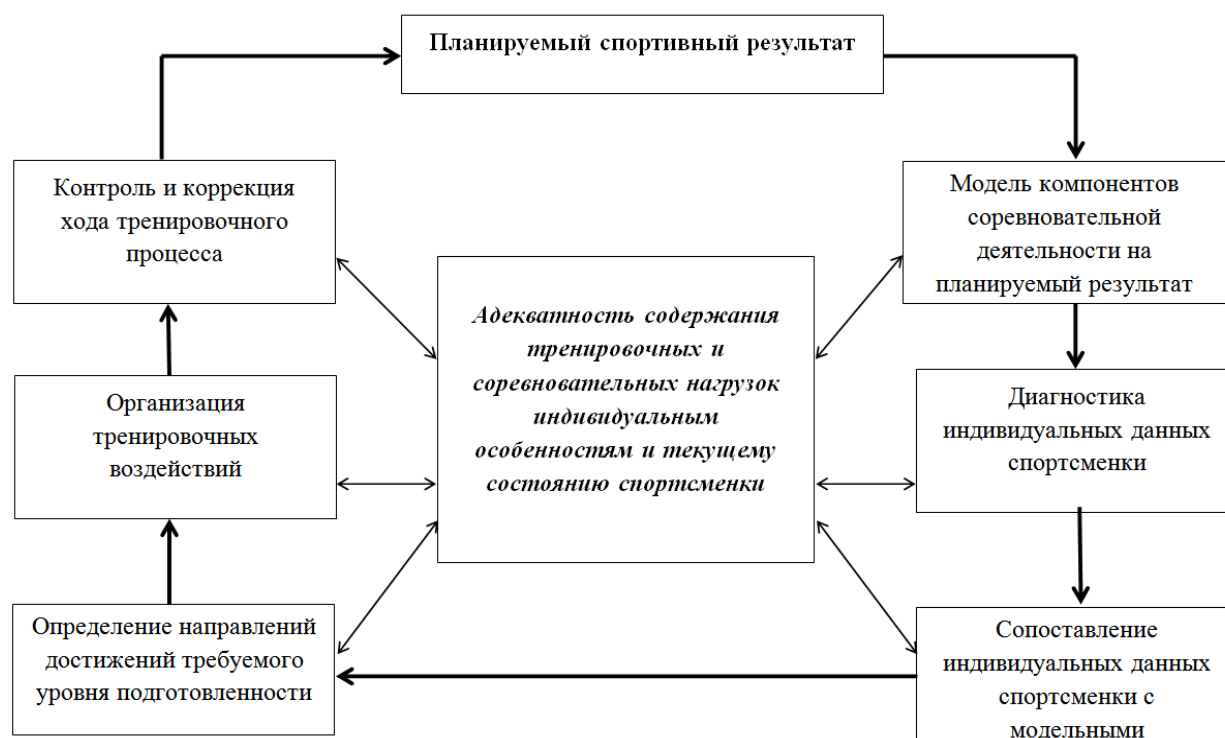 Планируемый спортивный результат
Контроль и коррекция
хода тренировочного
процесса
Модель компонентов
соревновательной
деятельности на
планируемый результат
Адекватность содержания
тренировочных и
соревновательных нагрузок
индивидуальным
особенностям и текущему
состоянию спортсменки
Организация
тренировочных
воздействий
Диагностика
индивидуальных данных
спортсменки
Определение направлений
достижений требуемого
уровня подготовленности
Сопоставление
индивидуальных данных
спортсменки с
модельными